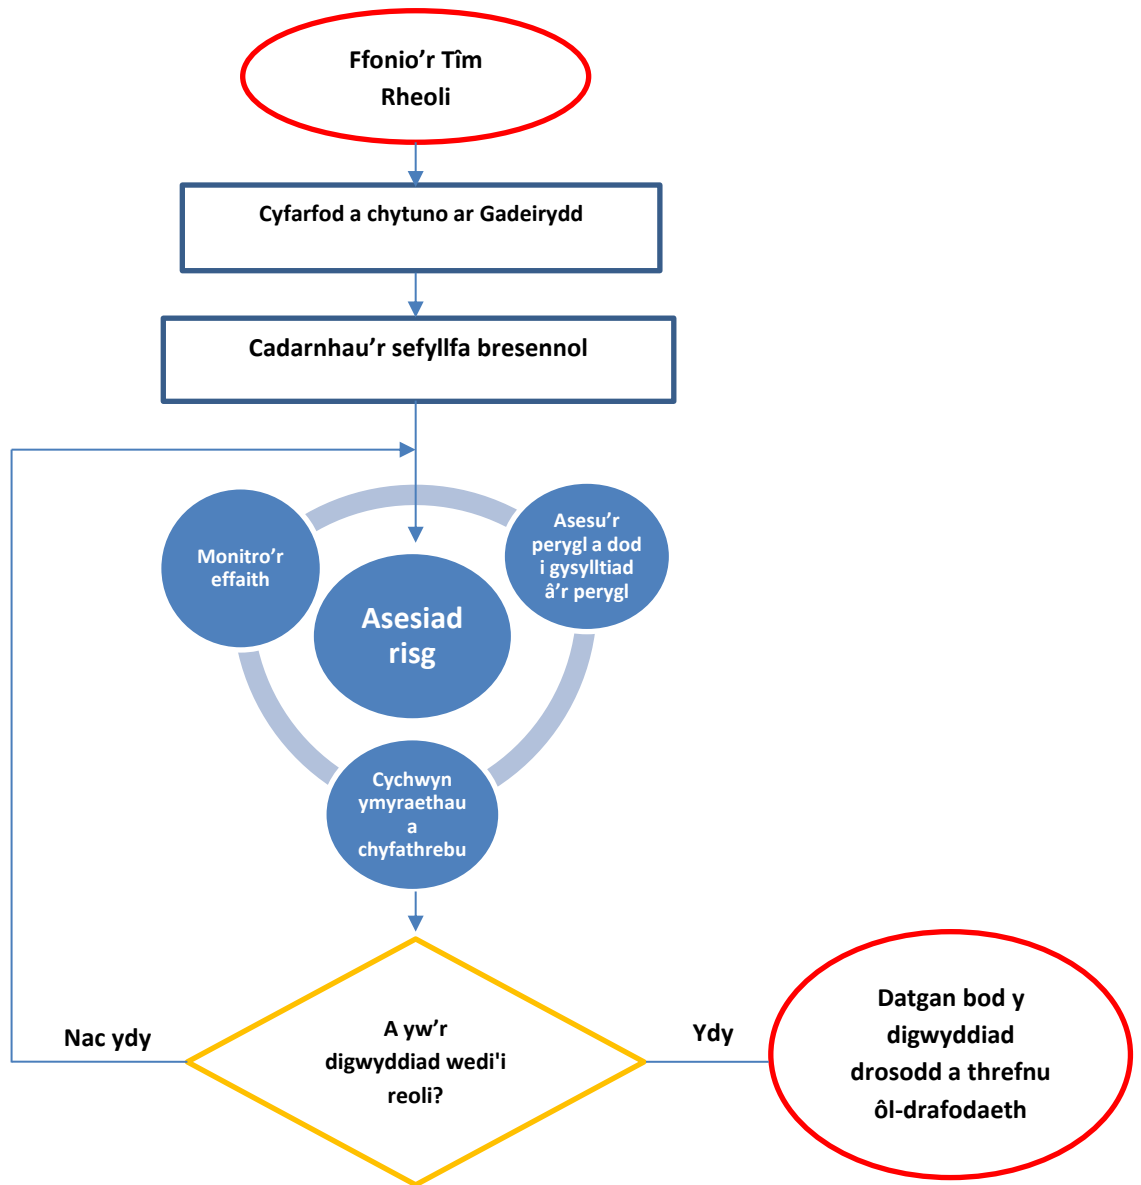 Ffonio’r Tîm
Rheoli
Cyfarfod a chytuno ar Gadeirydd
Cadarnhau’r sefyllfa bresennol
Monitro’r
effaith
Asesu’r
perygl a dod
i gysylltiad
â’r perygl
Asesiad
risg
Cychwyn
ymyraethau
a
chyfathrebu
A yw’r
digwyddiad wedi'i
reoli?
Nac ydy
Ydy
Datgan bod y
digwyddiad
drosodd a threfnu
ôl-drafodaeth